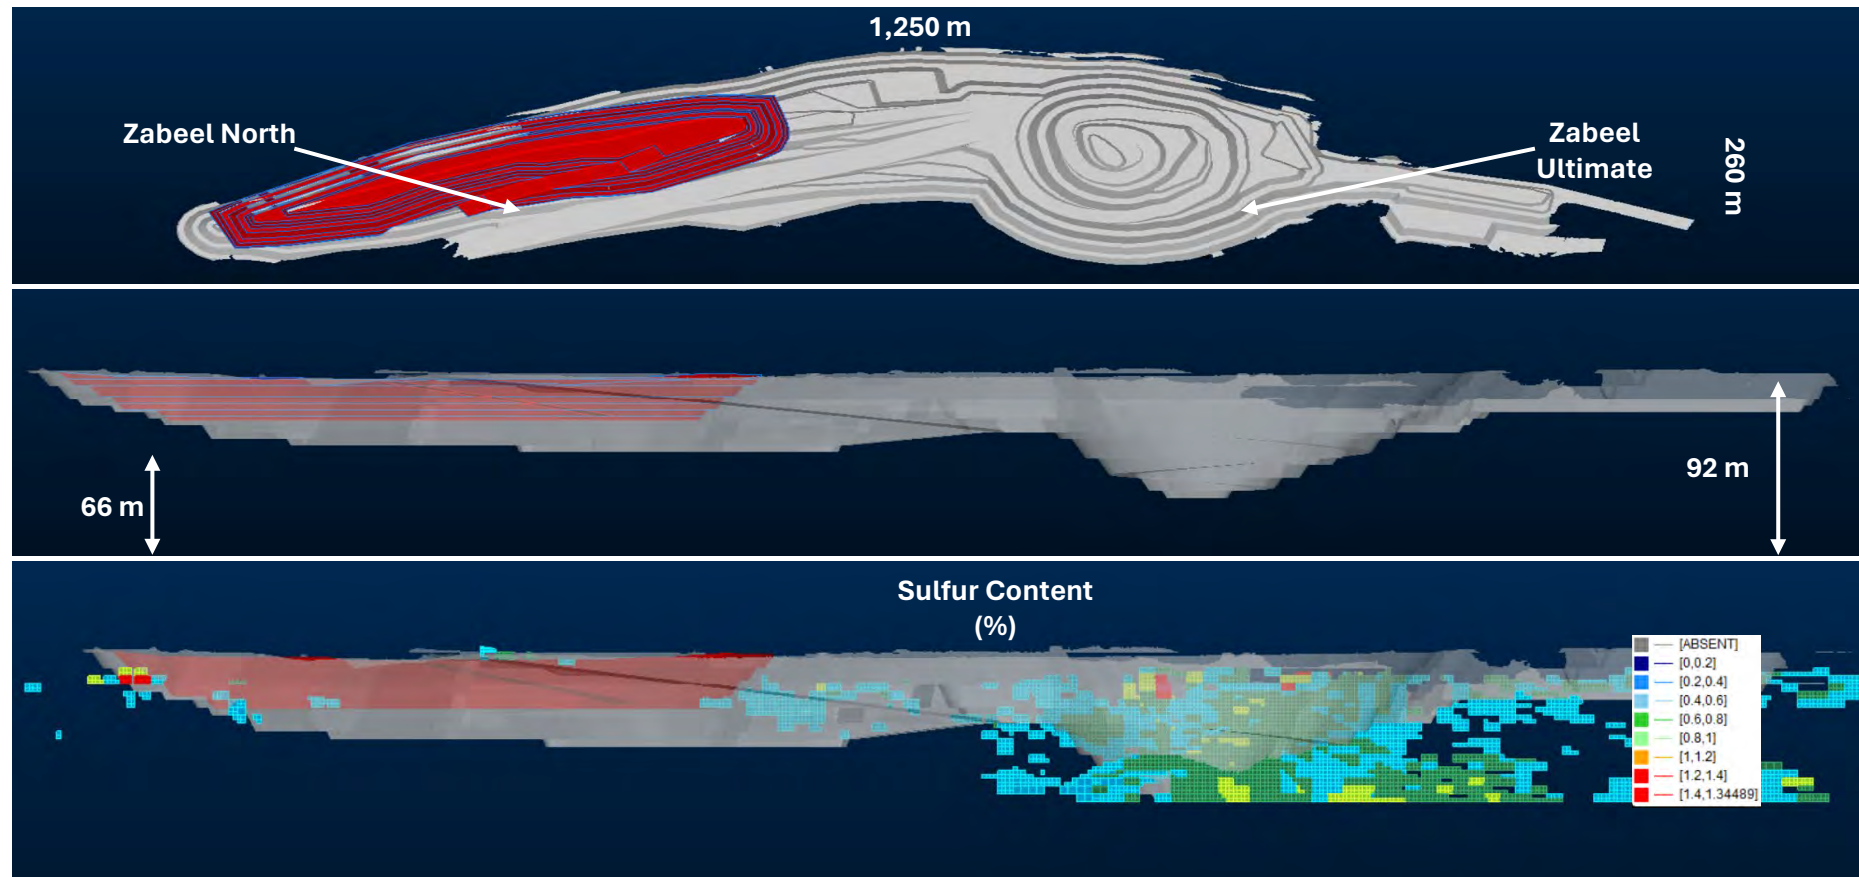 1,250 m
Zabeel North
Zabeel
Ultimate
260 m
66 m
92 m
Sulfur Content
(%)
[ABSENT]
[0,0.2]
[0.2,0.4]
[0.4,0.6]
[0.6,0.8]
[0.8,1]
[1,1.2]
[1.2,1.4]
[1.4,1.34489]